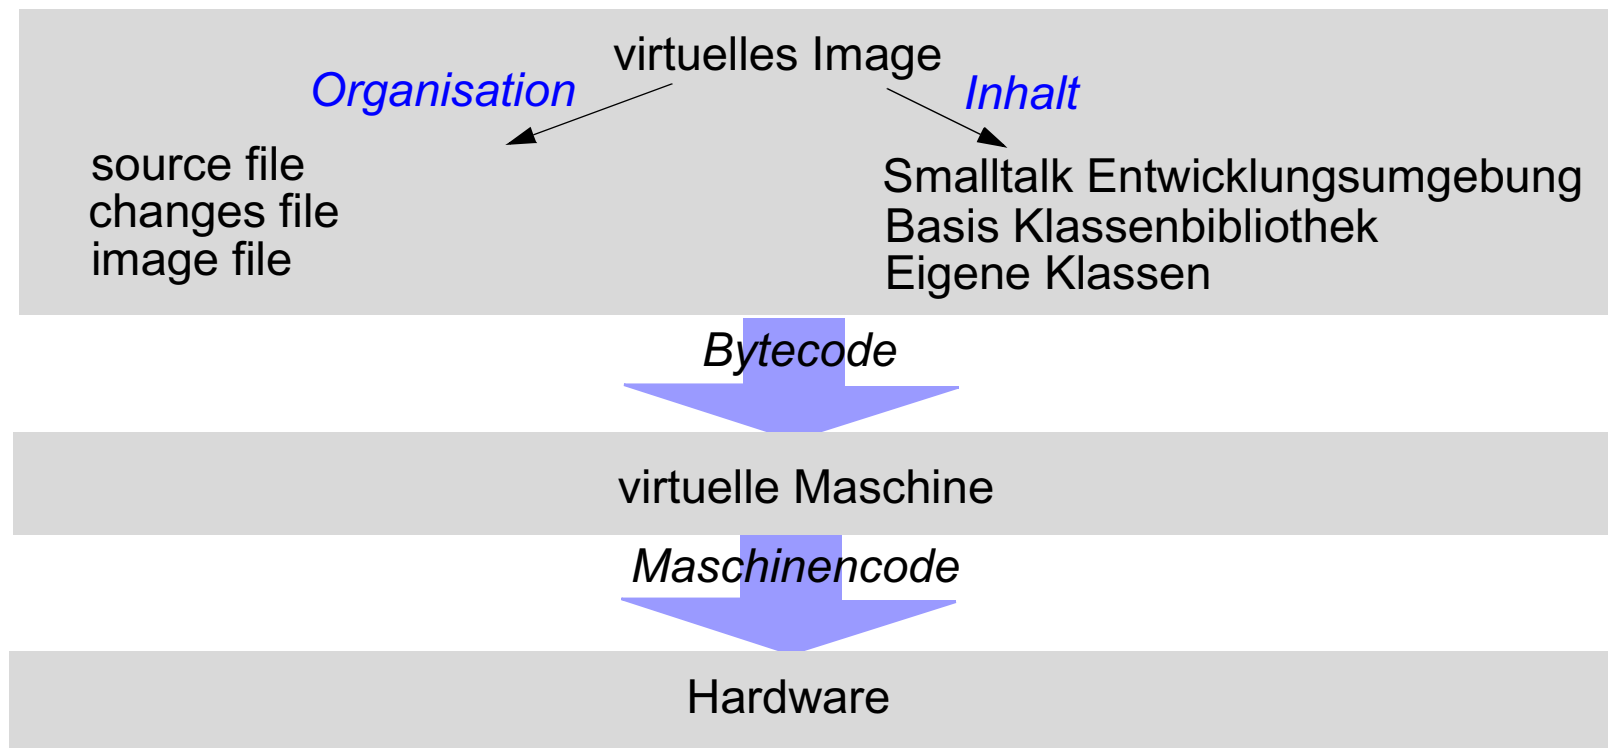 virtuelles Image
Organisation
Inhalt
source file
changes file
image file
Smalltalk Entwicklungsumgebung
Basis Klassenbibliothek
Eigene Klassen
Bytecode
virtuelle Maschine
Maschinencode
Hardware